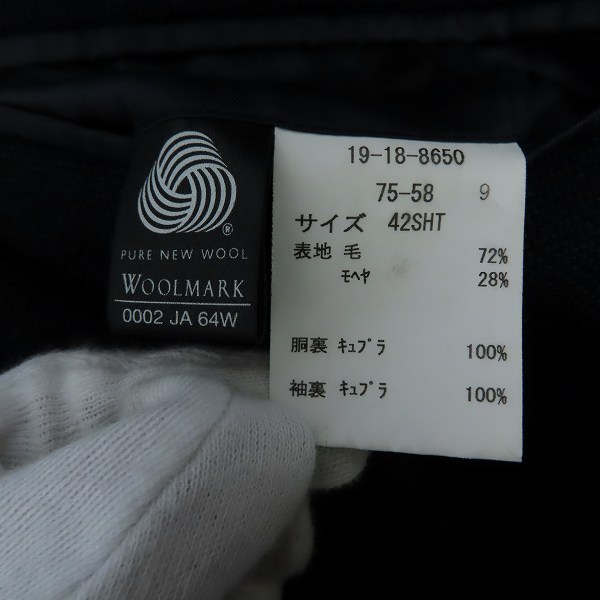 ®
PURE NEW WOOL
WOOLMARK
0002 JA 64W
19-18-8650
75-58 9
サイズ 42SHT
表地 毛 72%
モヘヤ 28%
胴裏 キュプラ 100%
袖裏 キュプラ 100%